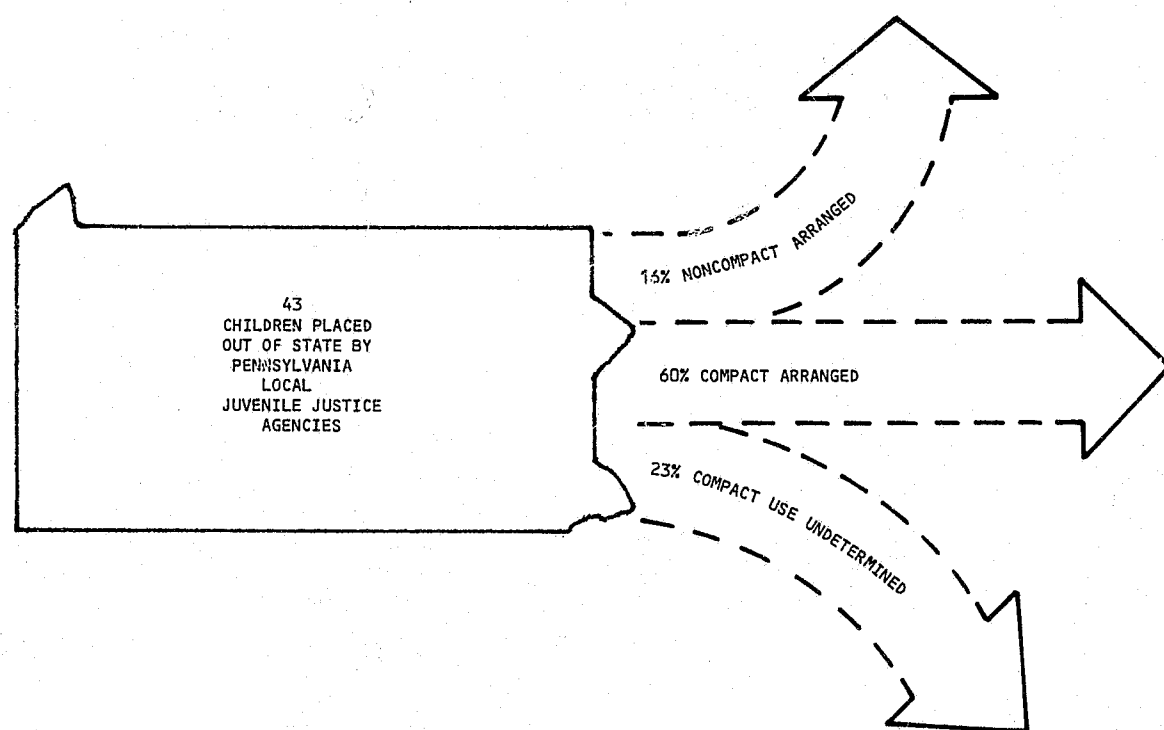 43
CHILDREN PLACED
OUT OF STATE BY
PENNSYLVANIA
LOCAL
JUVENILE JUSTICE
AGENCIES
16% NONCOMPACT ARRANGED
60% COMPACT ARRANGED
23% COMPACT USE UNDETERMINED